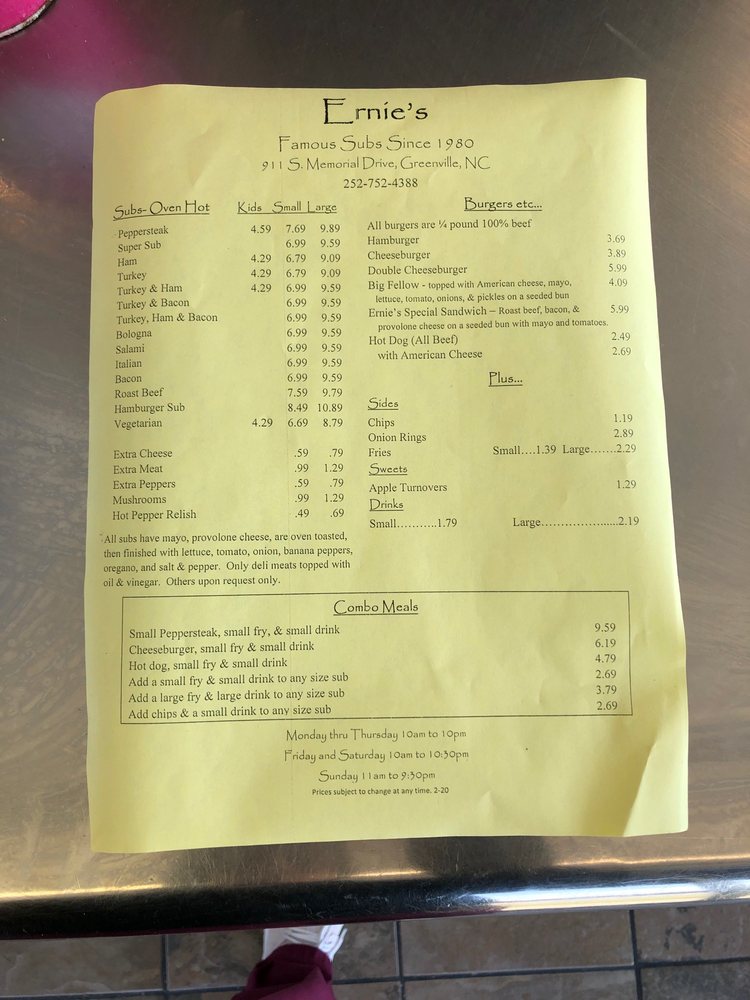 Ernie's
Famous Subs Since 1980
911 S. Memorial Drive, Greenville, NC
252-752-4388
Subs- Oven Hot Kids Small Large
Peppersteak 4.59 7.69 9.89
Super Sub 6.99 9.59
Ham 4.29 6.79 9.09
Turkey 4.29 6.79 9.09
Turkey & Ham 4.29 6.99 9.59
Turkey & Bacon 6.99 9.59
Turkey, Ham & Bacon 6.99 9.59
Bologna 6.99 9.59
Salami 6.99 9.59
Italian 6.99 9.59
Bacon 6.99 9.59
Roast Beef 7.59 9.79
Hamburger Sub 8.49 10.89
Vegetarian 4.29 6.69 8.79
Extra Cheese .59 .79
Extra Meat .99 1.29
Extra Peppers .59 .79
Mushrooms .99 1.29
Hot Pepper Relish .49 .69
All subs have mayo, provolone cheese, are oven toasted,
then finished with lettuce, tomato, onion, banana peppers,
oregano, and salt & pepper. Only deli meats topped with
oil & vinegar. Others upon request only.
Burgers etc...
All burgers are ¼ pound 100% beef
Hamburger 3.69
Cheeseburger 3.89
Double Cheeseburger 5.99
Big Fellow - topped with American cheese, mayo, 4.09
lettuce, tomato, onions, & pickles on a seeded bun
Ernie's Special Sandwich – Roast beef, bacon, & 5.99
provolone cheese on a seeded bun with mayo and tomatoes.
Hot Dog (All Beef) 2.49
with American Cheese 2.69
Plus...
Sides
Chips 1.19
Onion Rings 2.89
Fries Small....1.39 Large.......2.29
Sweets
Apple Turnovers 1.29
Drinks
Small...........1.79 Large......................2.19
Combo Meals
Small Peppersteak, small fry, & small drink 9.59
Cheeseburger, small fry & small drink 6.19
Hot dog, small fry & small drink 4.79
Add a small fry & small drink to any size sub 2.69
Add a large fry & large drink to any size sub 3.79
Add chips & a small drink to any size sub 2.69
Monday thru Thursday 10am to 10pm
Friday and Saturday 10am to 10:30pm
Sunday 11am to 9:30pm
Prices subject to change at any time. 2-20